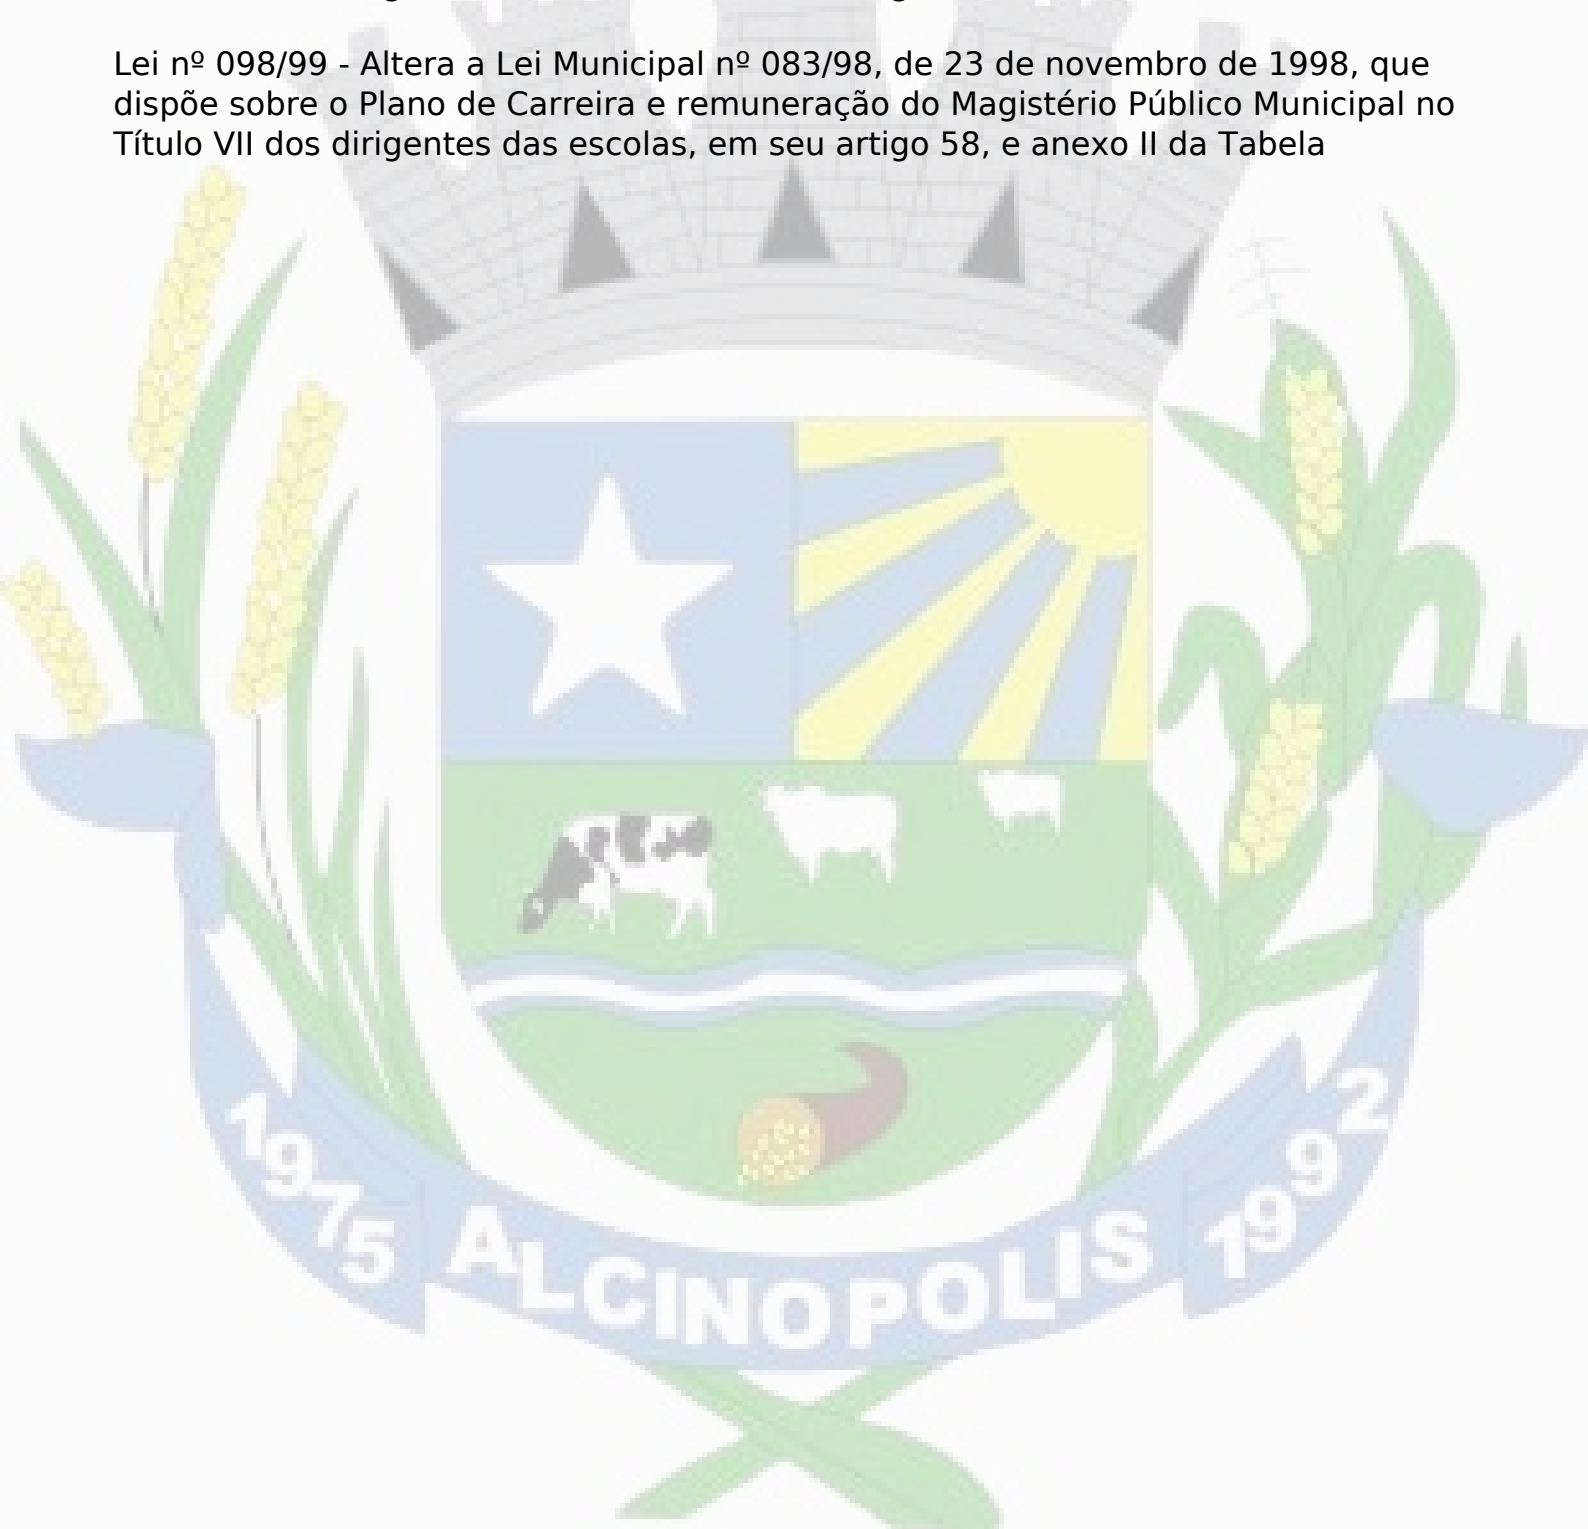 Lei nº 098/99 - Altera a Lei Municipal nº 083/98, de 23 de novembro de 1998, que
dispõe sobre o Plano de Carreira e remuneração do Magistério Público Municipal no
Título VII dos dirigentes das escolas, em seu artigo 58, e anexo II da Tabela
1975 ALCINOPOLIS 1992